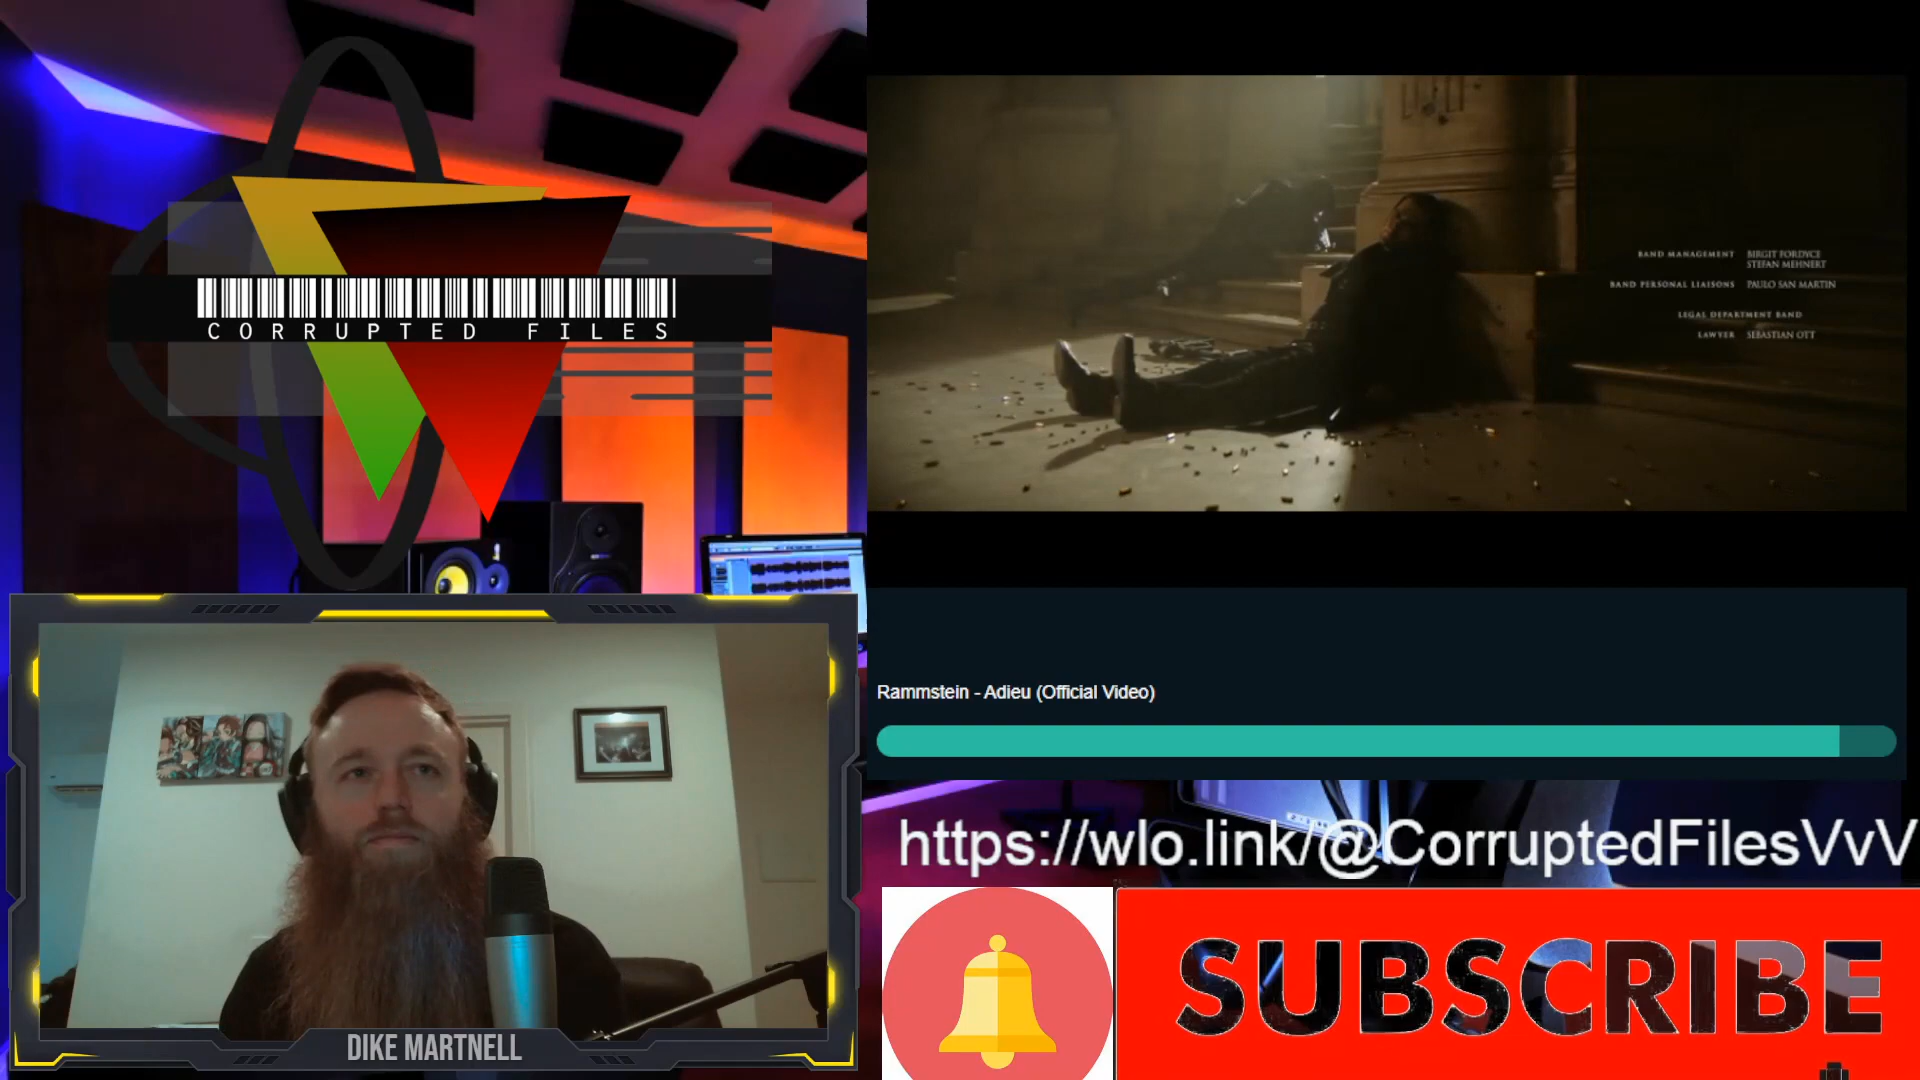 CORRUPTED FILES
BAND MANAGEMENT BIRGIT FORDYCE
STEFAN MEHNERT
BAND PERSONAL LIAISONS PAULO SAN MARTIN
LEGAL DEPARTMENT BAND
LAWYER SEBASTIAN OTT
Rammstein - Adieu (Official Video)
https://wlo.link/@CorruptedFilesVvV
SUBSCRIBE
DIKE MARTNELL